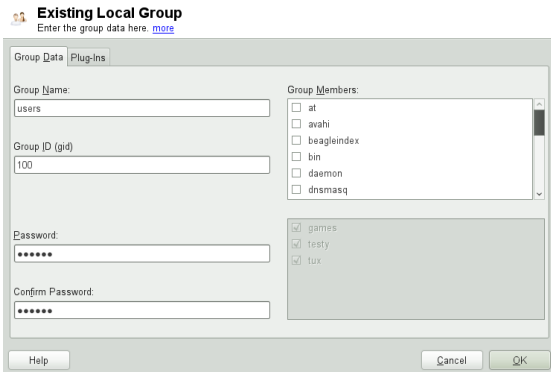 Existing Local Group
Enter the group data here. more
Group Data
Plug-Ins
Group Name:
users
Group ID (gid)
100
Password:
●●●●●●
Confirm Password:
●●●●●●
Group Members:
at
avahi
beagleindex
bin
daemon
dnsmasq
games
testy
tux
Help
Cancel
OK